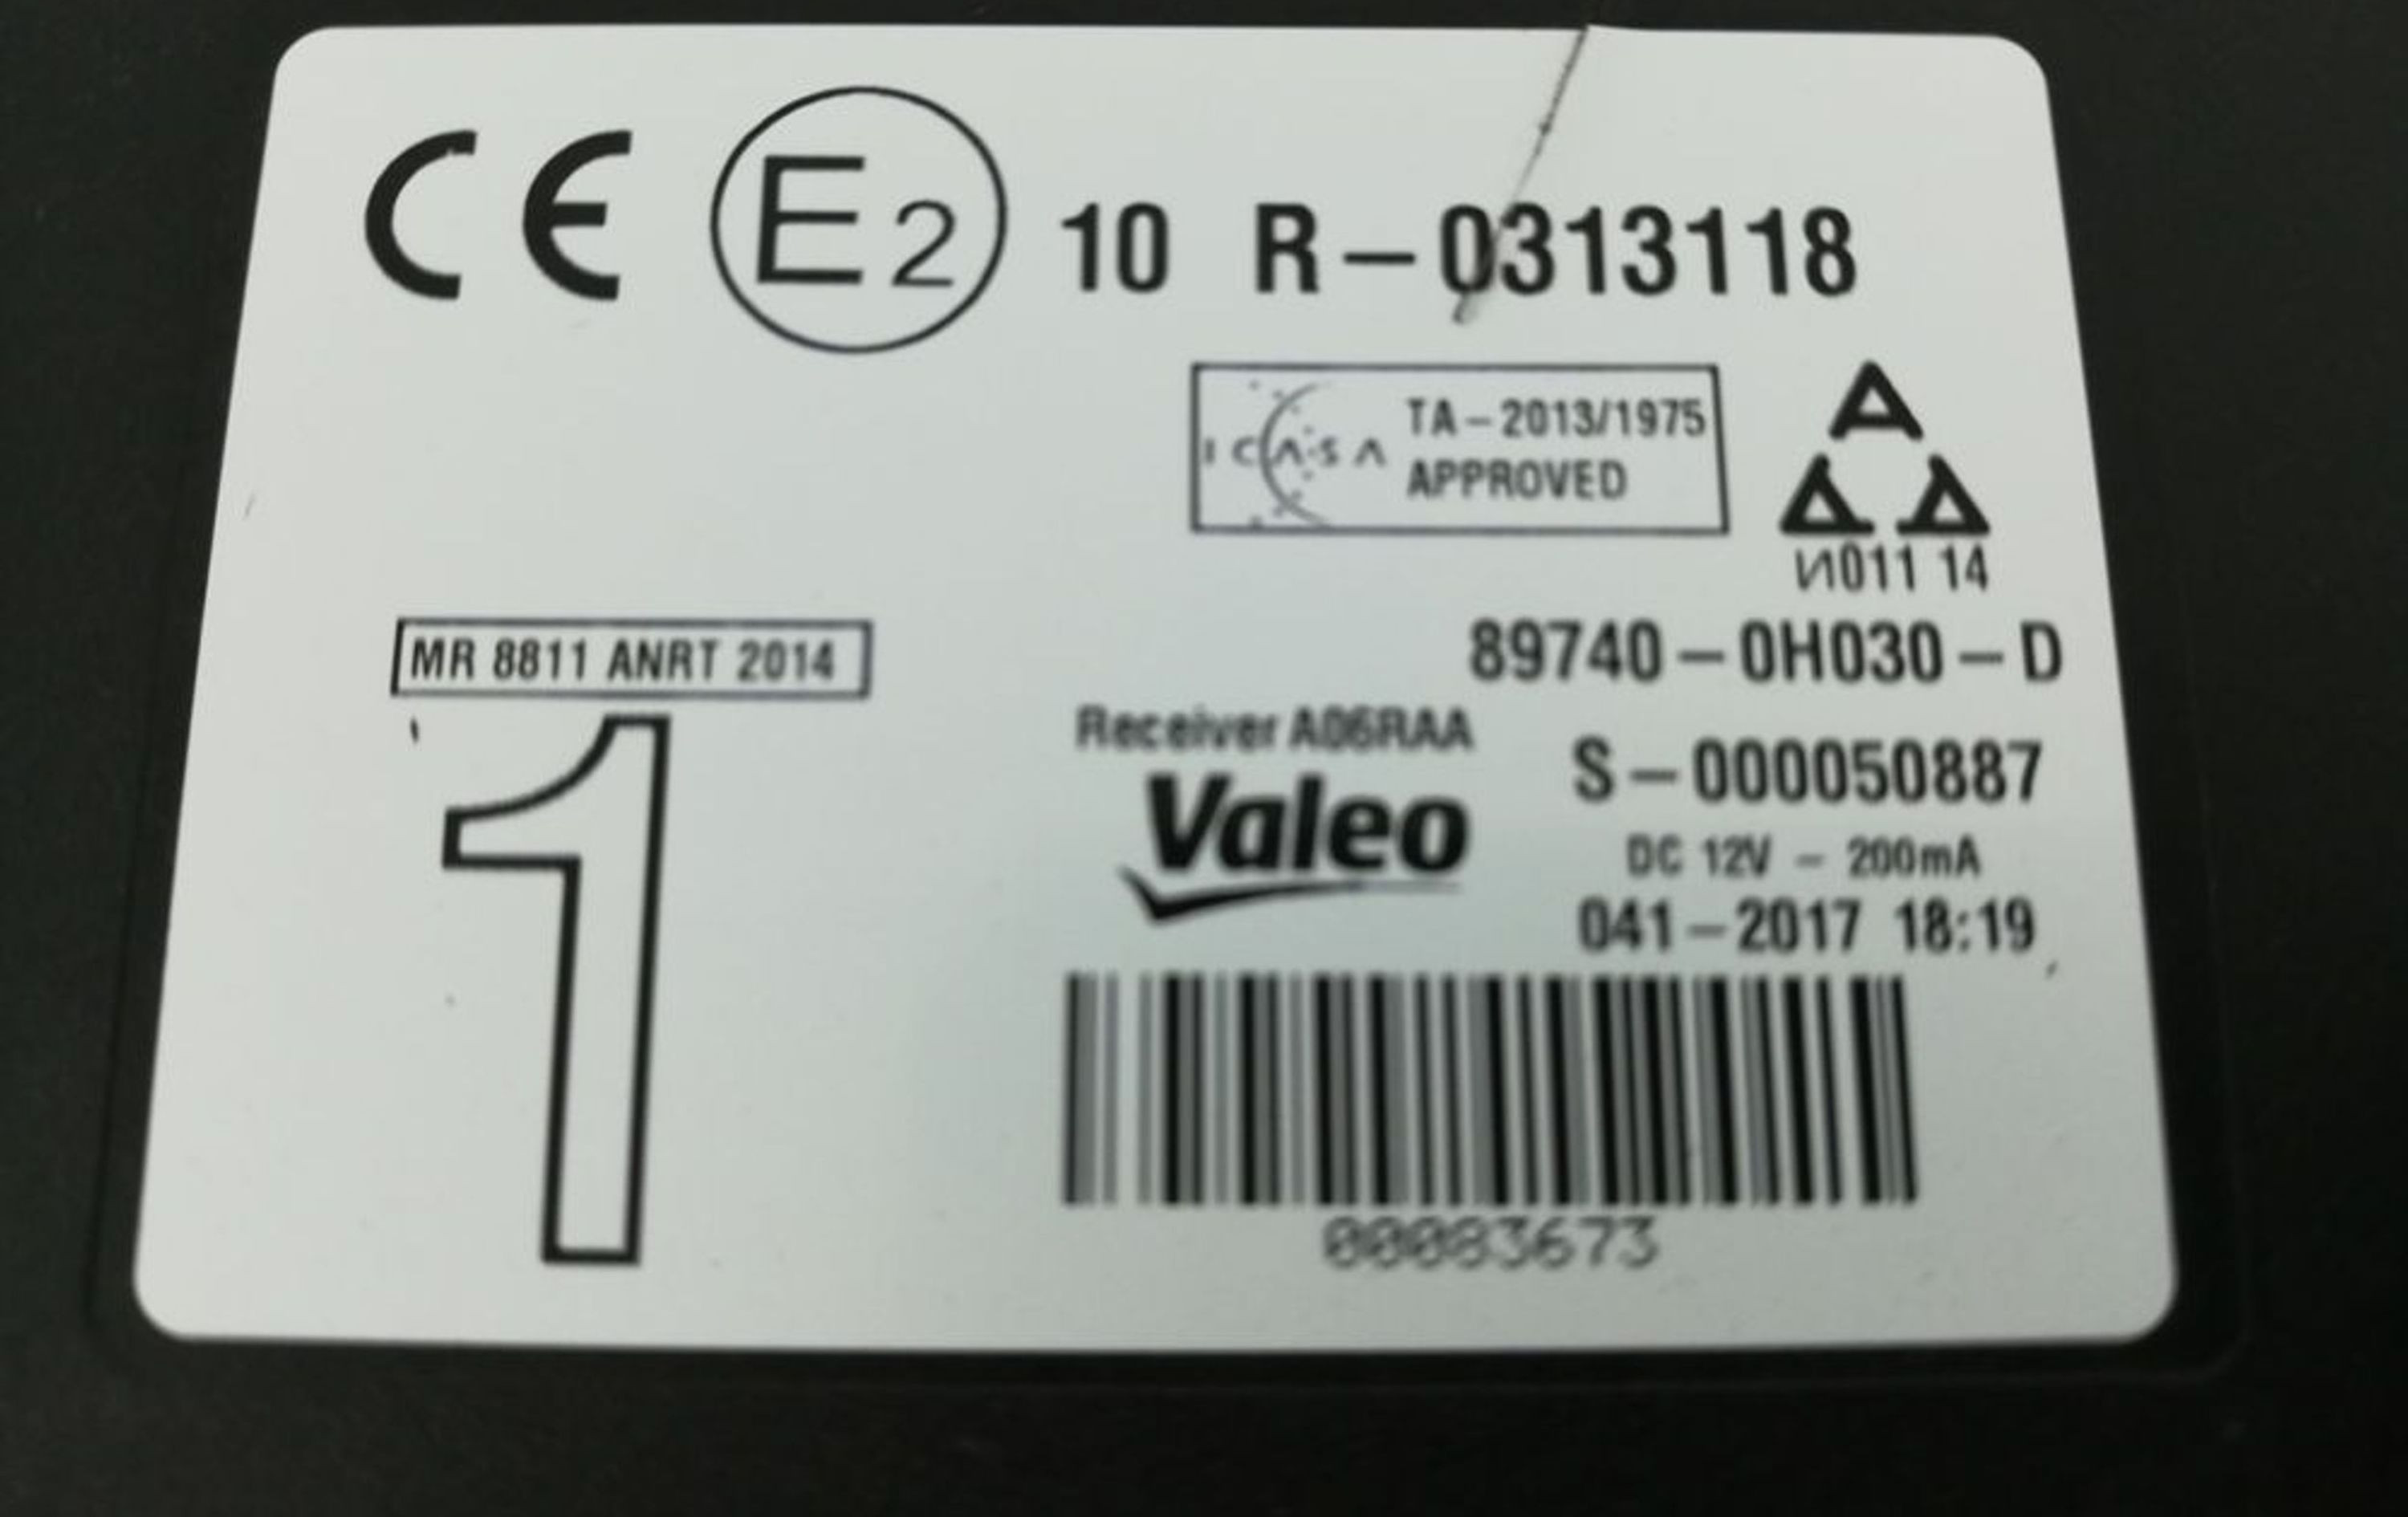 CE E2 10 R-0313118
ICASA TA-2013/1975
APPROVED
И011 14
MR 8811 ANRT 2014
89740-0H030-D
Receiver A06RAA
S-000050887
Valeo
DC 12V - 200mA
041-2017 18:19
1
00083673